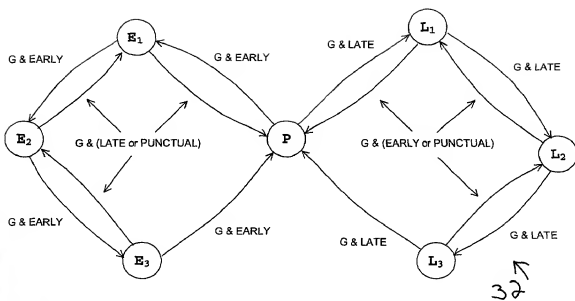 E1
L1
G & EARLY
G & EARLY
G & LATE
G & LATE
E2
G & (LATE or PUNCTUAL)
P
G & (EARLY or PUNCTUAL)
L2
G & EARLY
G & EARLY
G & LATE
G & LATE
E3
L3
32